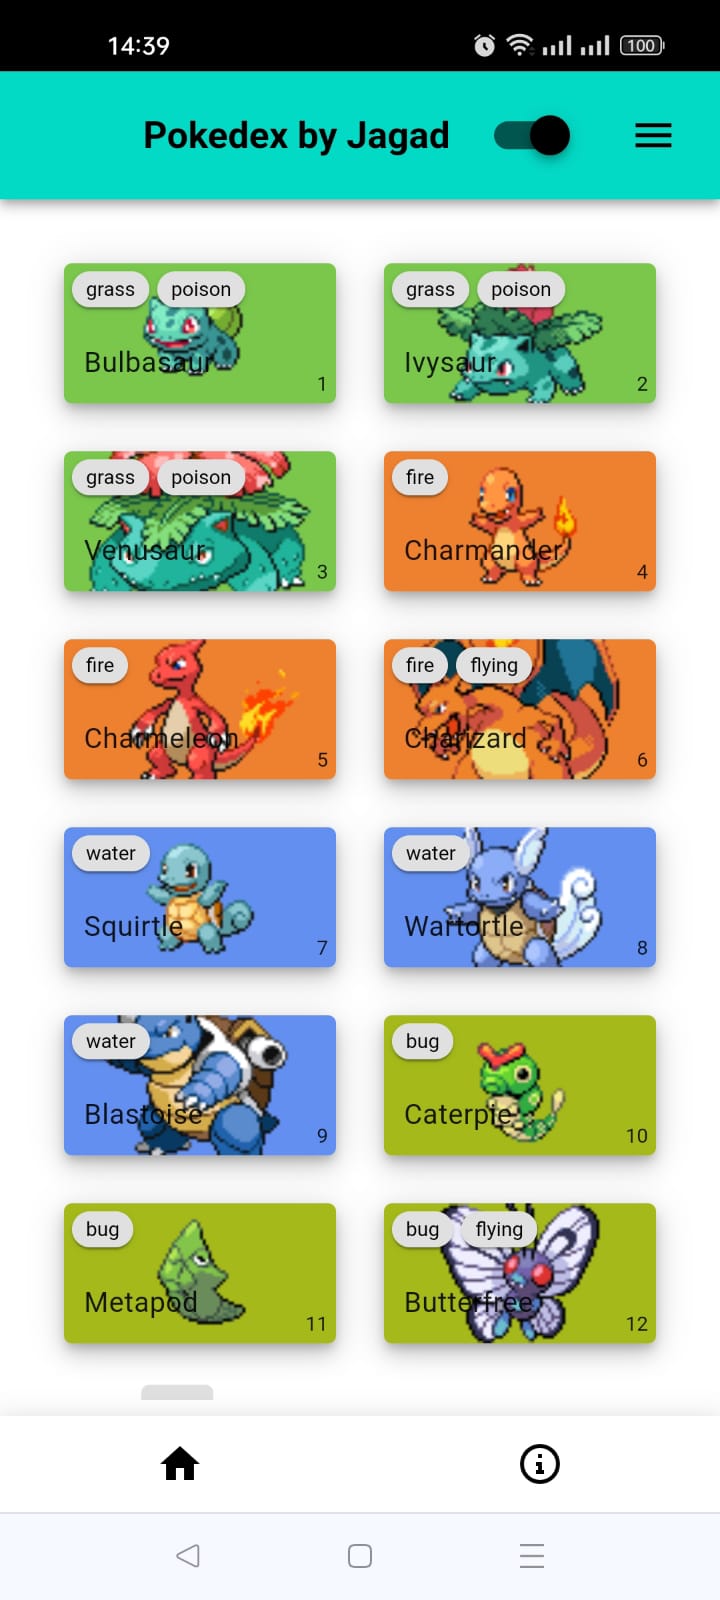 14:39
100
Pokedex by Jagad
grass poison
Bulbasaur
1
grass poison
Ivysaur
2
grass poison
Venusaur
3
fire
Charmander
4
fire
Charmeleon
5
fire flying
Charizard
6
water
Squirtle
7
water
Wartortle
8
water
Blastoise
9
bug
Caterpie
10
bug
Metapod
11
bug flying
Butterfree
12